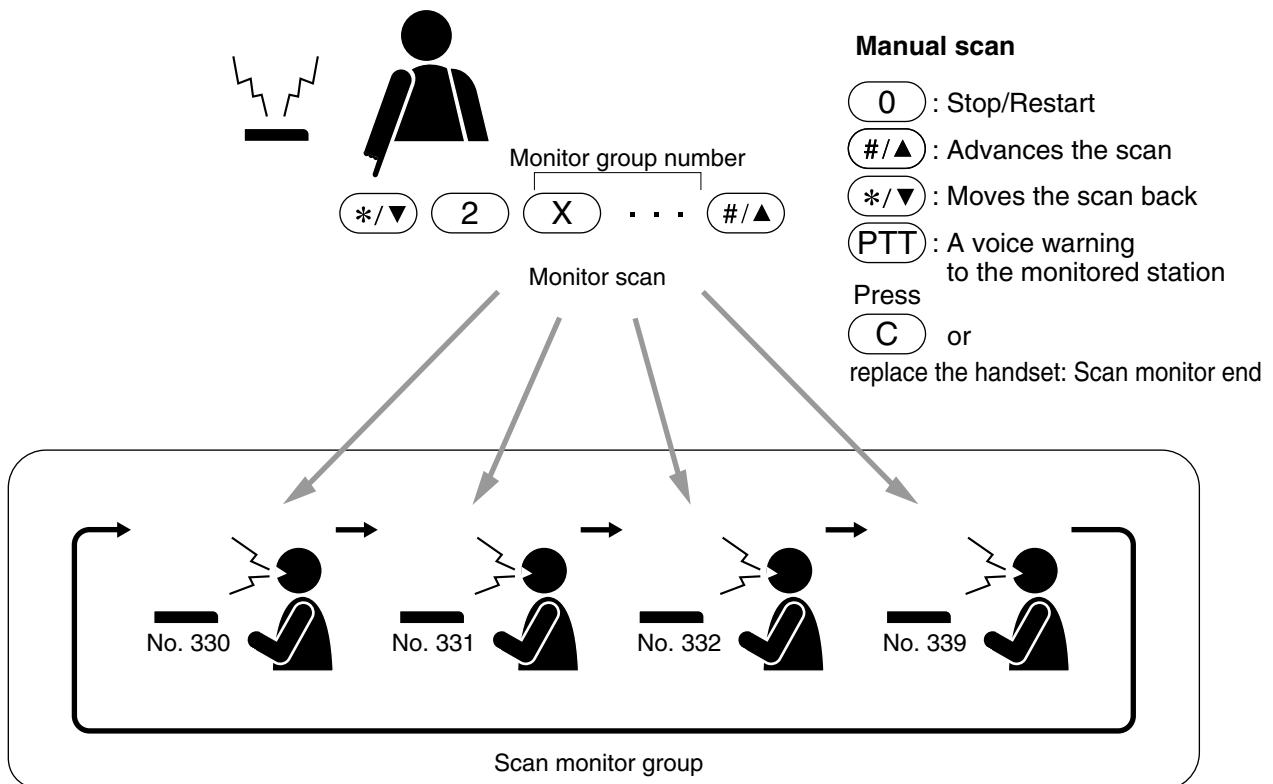 Manual scan
0 : Stop/Restart
#/▲ : Advances the scan
*/▼ : Moves the scan back
PTT : A voice warning
to the monitored station
Press
C or
replace the handset: Scan monitor end
Monitor group number
*/▼ 2 X · · · #/▲
Monitor scan
No. 330 No. 331 No. 332 No. 339
Scan monitor group